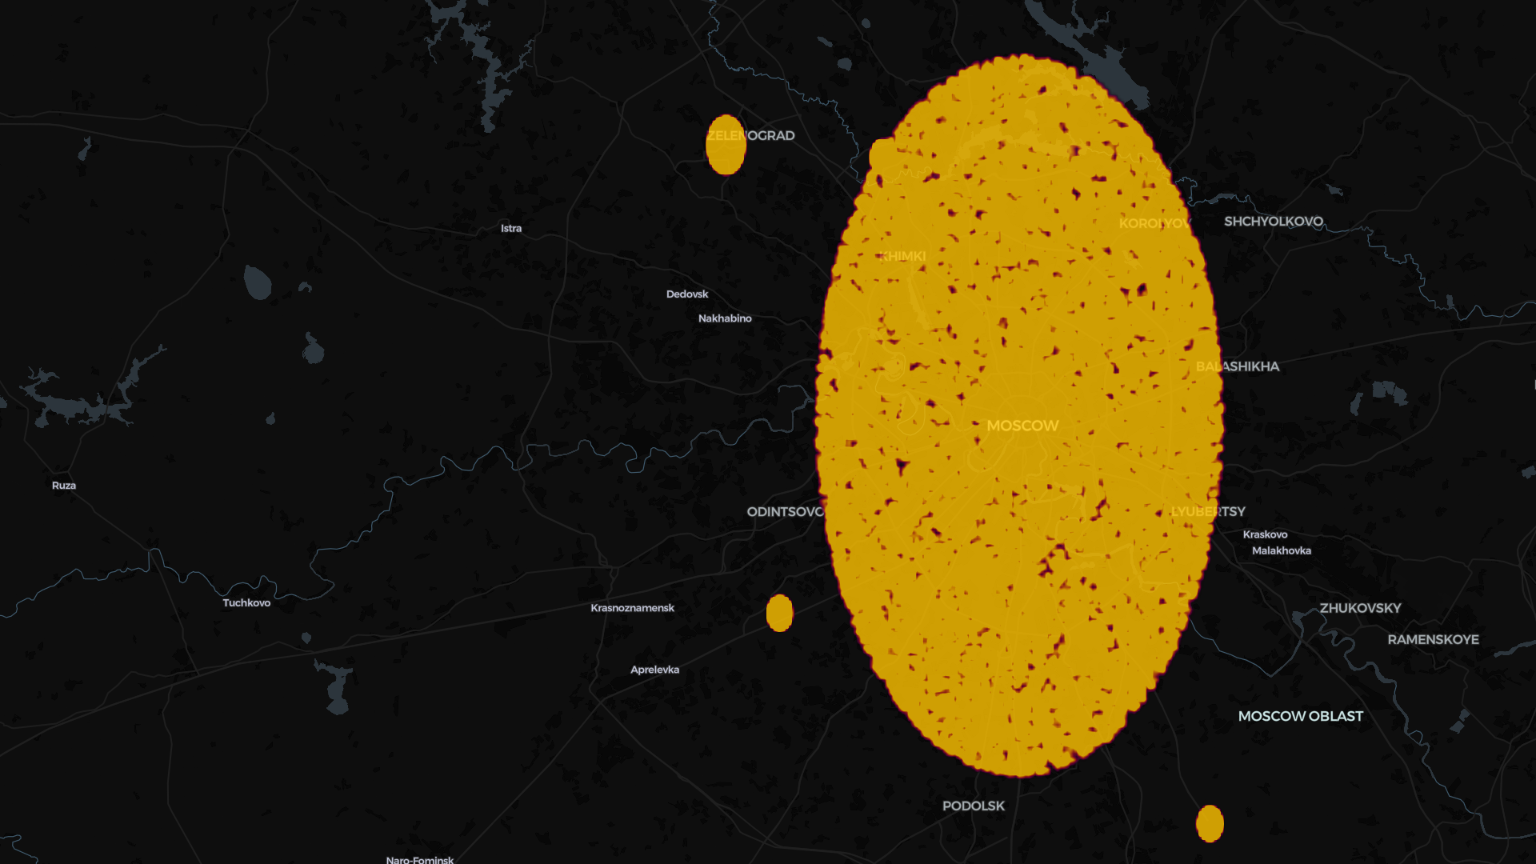 ZELENOGRAD
Istra
KOROLYOV
SHCHYOLKOVO
KHIMKI
Dedovsk
Nakhabino
BALASHIKHA
MOSCOW
Ruza
ODINTSOVO
LYUBERTSY
Kraskovo
Malakhovka
Tuchkovo
Krasnoznamensk
ZHUKOVSKY
RAMENSKOYE
Aprelevka
MOSCOW OBLAST
PODOLSK
Naro-Fominsk